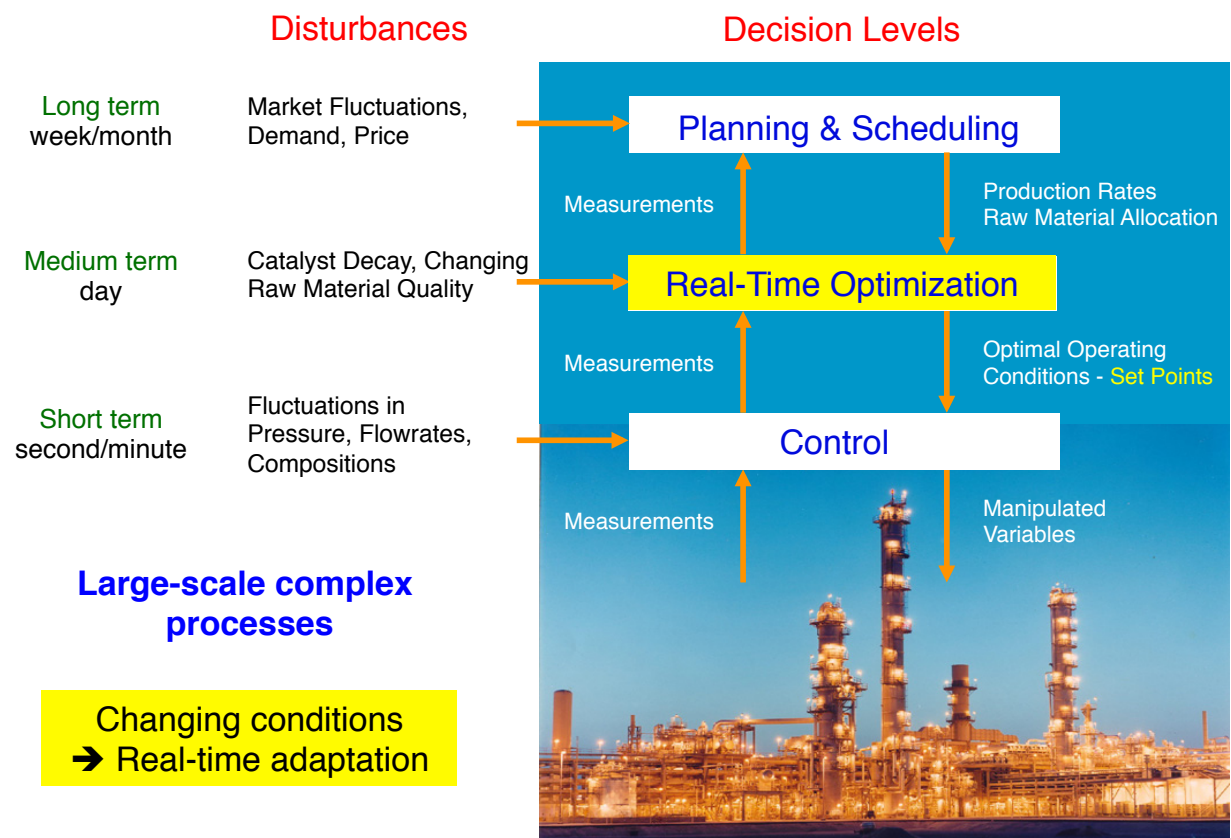 Disturbances
Decision Levels
Long term
week/month
Market Fluctuations,
Demand, Price
Planning & Scheduling
Measurements
Production Rates
Raw Material Allocation
Medium term
day
Catalyst Decay, Changing
Raw Material Quality
Real-Time Optimization
Measurements
Optimal Operating
Conditions - Set Points
Short term
second/minute
Fluctuations in
Pressure, Flowrates,
Compositions
Control
Measurements
Manipulated
Variables
Large-scale complex
processes
Changing conditions
➔ Real-time adaptation